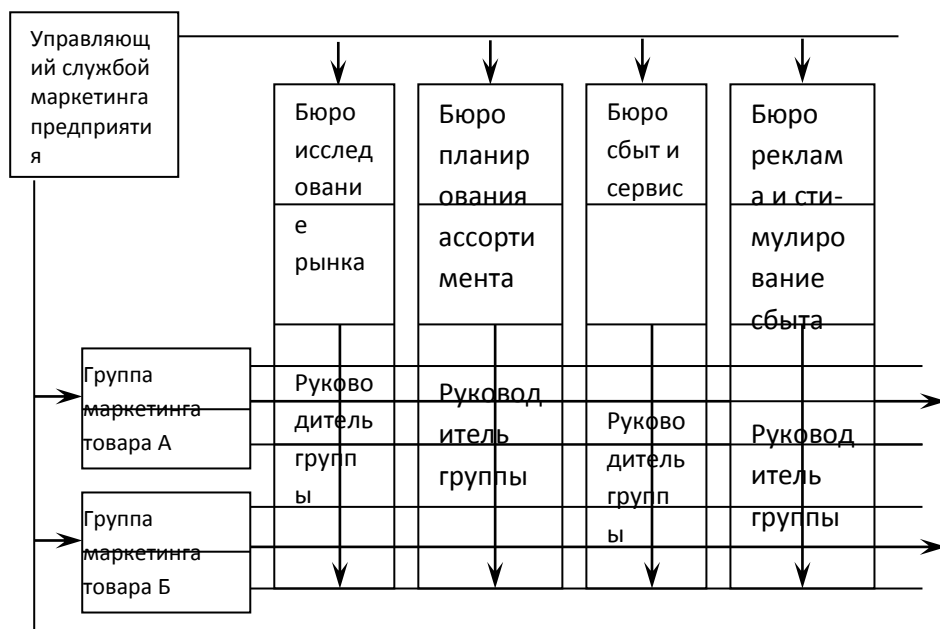 Управляющ
ий службой
маркетинга
предприяти
я
Бюро
исслед
овани
е
рынка
Бюро
планир
ования
ассорти
мента
Бюро
сбыт и
сервис
Бюро
реклам
а и сти-
мулиро
вание
сбыта
Группа
маркетинга
товара А
Руково
дитель
групп
ы
Руковод
итель
группы
Руково
дитель
групп
ы
Руковод
итель
группы
Группа
маркетинга
товара Б